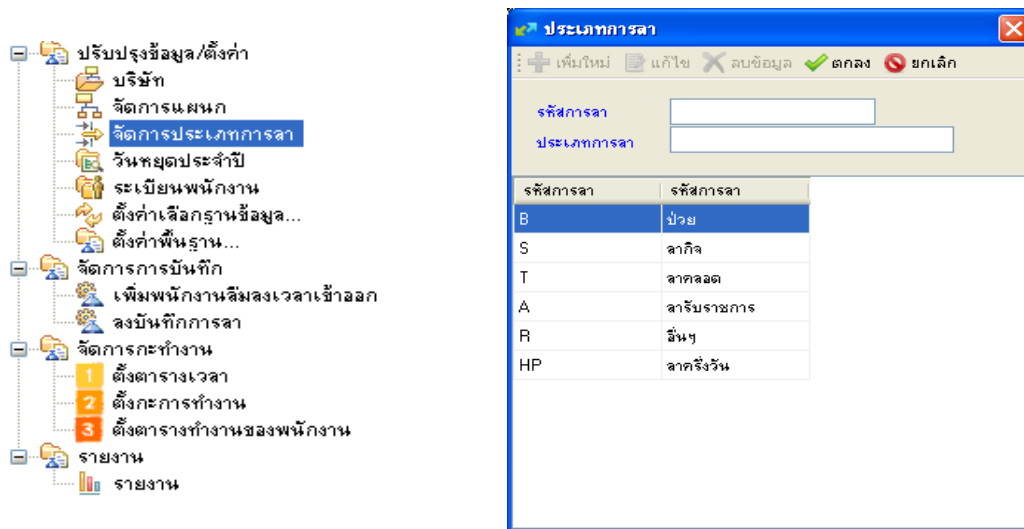 ปรับปรุงข้อมูล/ตั้งค่า
บริษัท
จัดการแผนก
จัดการประเภทการลา
วันหยุดประจำปี
ระเบียนพนักงาน
ตั้งค่าเลือกฐานข้อมูล...
ตั้งค่าพื้นฐาน...
จัดการการบันทึก
เพิ่มพนักงานลืมลงเวลาเข้าออก
ลงบันทึกการลา
จัดการกะทำงาน
1 ตั้งตารางเวลา
2 ตั้งกะการทำงาน
3 ตั้งตารางทำงานของพนักงาน
รายงาน
รายงาน
ประเภทการลา
เพิ่มใหม่ แก้ไข ลบข้อมูล ตกลง ยกเลิก
รหัสการลา
ประเภทการลา
รหัสการลา รหัสการลา
B ป่วย
S ลากิจ
T ลาคลอด
A ลารับราชการ
R อื่นๆ
HP ลาครึ่งวัน